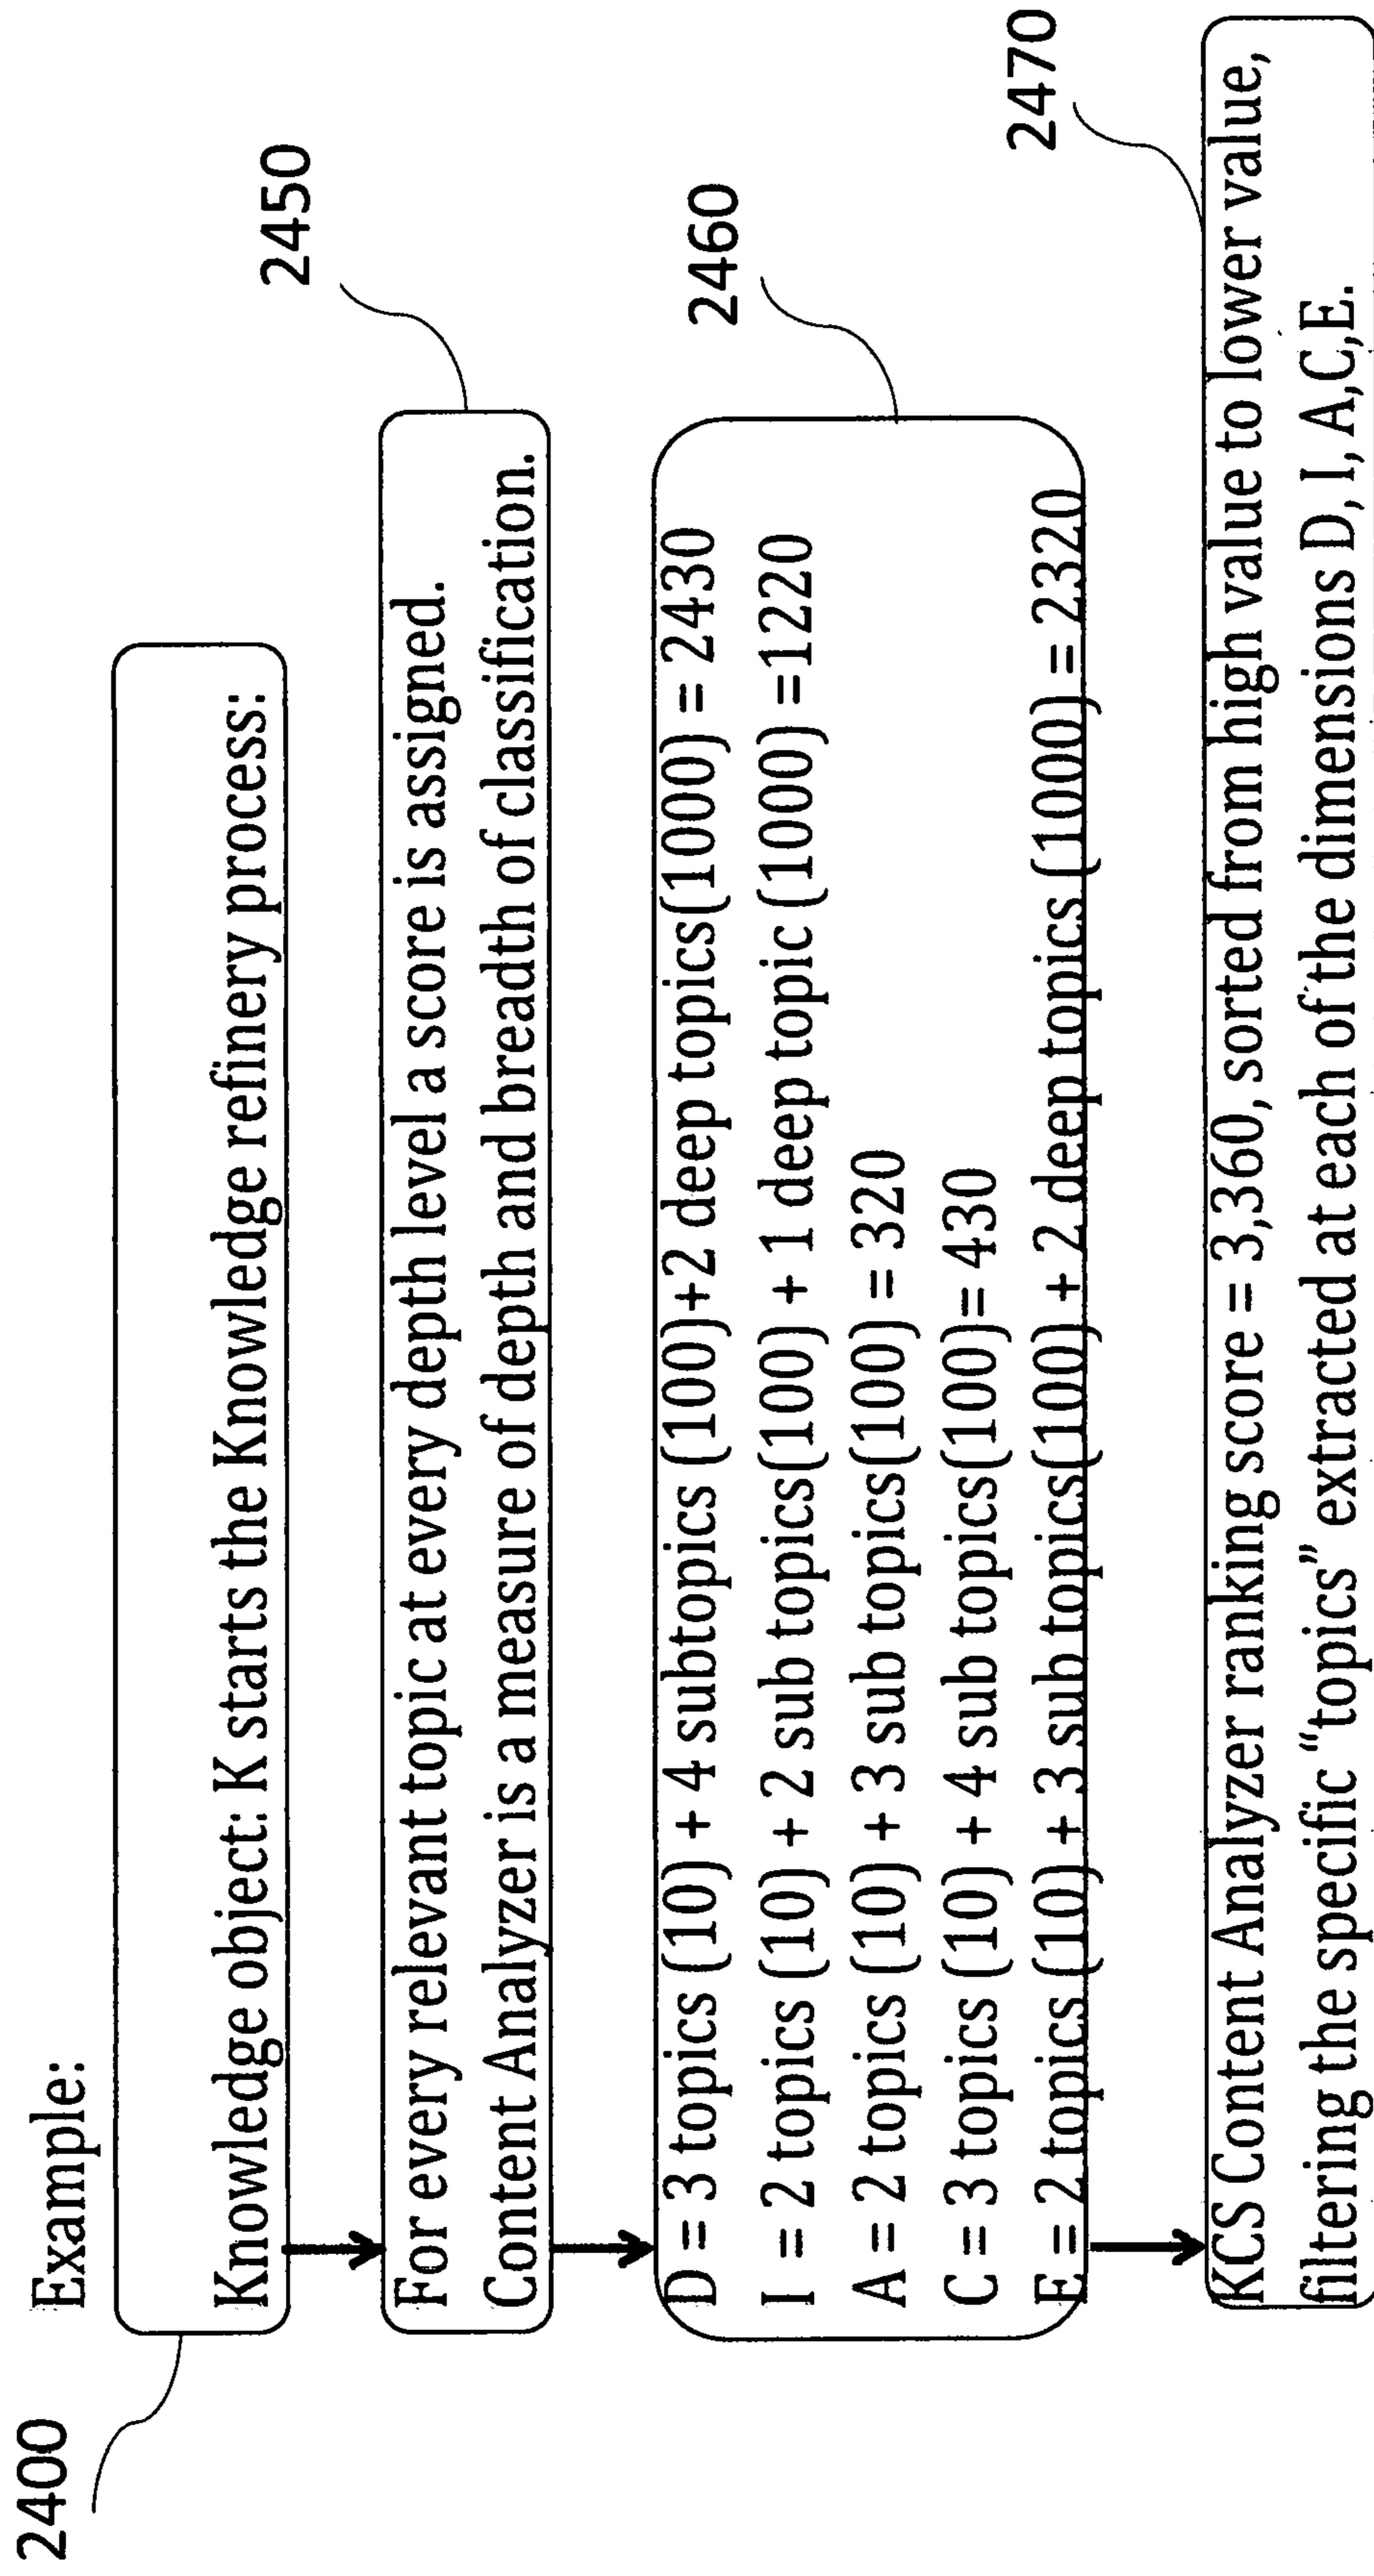 2400
Example:
Knowledge object: K starts the Knowledge refinery process:
2450
For every relevant topic at every depth level a score is assigned.
Content Analyzer is a measure of depth and breadth of classification.
2460
D = 3 topics (10) + 4 subtopics (100)+2 deep topics(1000) = 2430
I = 2 topics (10) + 2 sub topics(100) + 1 deep topic (1000) =1220
A = 2 topics (10) + 3 sub topics(100) = 320
C = 3 topics (10) + 4 sub topics(100)= 430
E = 2 topics (10) + 3 sub topics(100) + 2 deep topics (1000) = 2320
2470
KCS Content Analyzer ranking score = 3,360, sorted from high value to lower value,
filtering the specific “topics” extracted at each of the dimensions D, I, A,C,E.